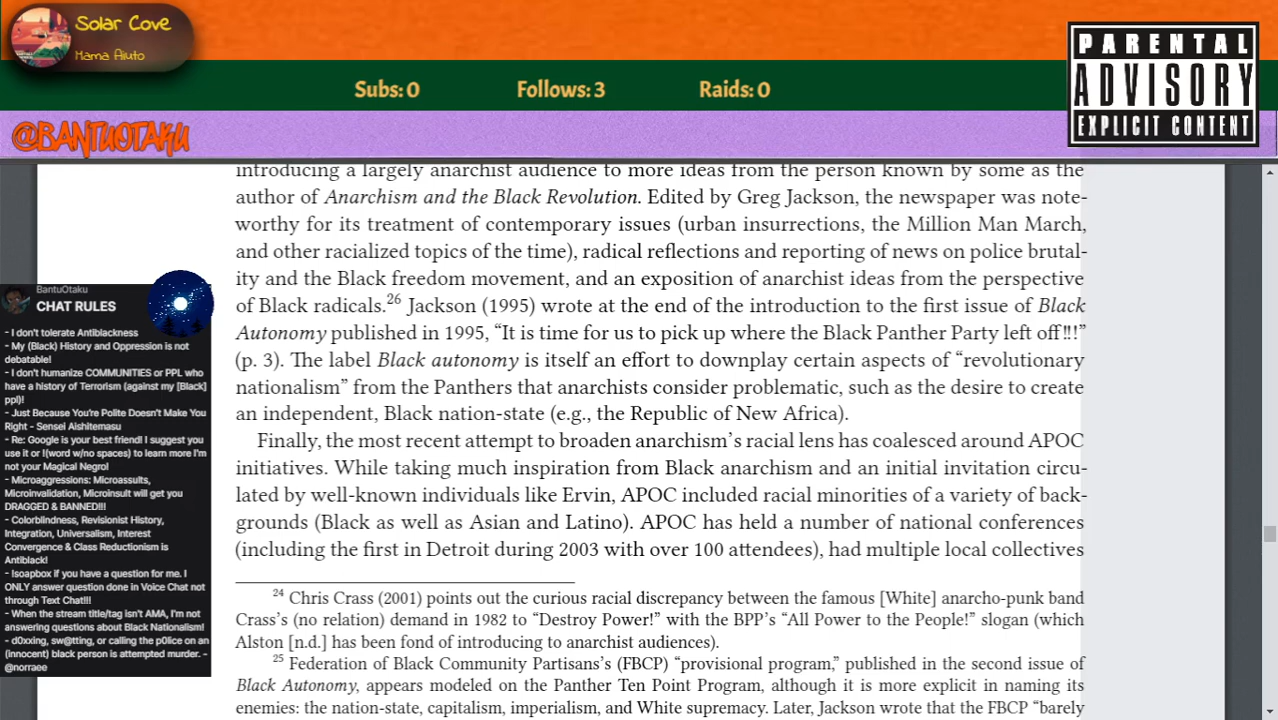 Solar Cove
Mama Aiuto
PARENTAL
ADVISORY
EXPLICIT CONTENT
Subs: 0 Follows: 3 Raids: 0
@BANTUOTAKU
introducing a largely anarchist audience to more ideas from the person known by some as the
author of Anarchism and the Black Revolution. Edited by Greg Jackson, the newspaper was note-
worthy for its treatment of contemporary issues (urban insurrections, the Million Man March,
and other racialized topics of the time), radical reflections and reporting of news on police brutal-
ity and the Black freedom movement, and an exposition of anarchist ideas from the perspective
of Black radicals.26 Jackson (1995) wrote at the end of the introduction to the first issue of Black
Autonomy published in 1995, “It is time for us to pick up where the Black Panther Party left off!!!”
(p. 3). The label Black autonomy is itself an effort to downplay certain aspects of “revolutionary
nationalism” from the Panthers that anarchists consider problematic, such as the desire to create
an independent, Black nation-state (e.g., the Republic of New Africa).
Finally, the most recent attempt to broaden anarchism’s racial lens has coalesced around APOC
initiatives. While taking much inspiration from Black anarchism and an initial invitation circu-
lated by well-known individuals like Ervin, APOC included racial minorities of a variety of back-
grounds (Black as well as Asian and Latino). APOC has held a number of national conferences
(including the first in Detroit during 2003 with over 100 attendees), had multiple local collectives
24 Chris Crass (2001) points out the curious racial discrepancy between the famous [White] anarcho-punk band
Crass’s (no relation) demand in 1982 to “Destroy Power!” with the BPP’s “All Power to the People!” slogan (which
Alston [n.d.] has been fond of introducing to anarchist audiences).
25 Federation of Black Community Partisans’s (FBCP) “provisional program,” published in the second issue of
Black Autonomy, appears modeled on the Panther Ten Point Program, although it is more explicit in naming its
enemies: the nation-state, capitalism, imperialism, and White supremacy. Later, Jackson wrote that the FBCP “barely
BantuOtaku
CHAT RULES
- I don't tolerate Antiblackness
- My (Black) History and Oppression is not
debatable!
- I don't humanize COMMUNITIES or PPL who
have a history of Terrorism (against my [Black]
ppl)!
- Just Because You're Polite Doesn't Make You
Right - Sensei Aishitemasu
- Re: Google is your best friend! I suggest you
use it or !(word w/no spaces) to learn more I'm
not your Magical Negro!
- Microaggressions: Microassults,
Microinvalidation, Microinsult will get you
DRAGGED & BANNED!!!
- Colorblindness, Revisionist History,
Integration, Universalism, Interest
Convergence & Class Reductionism is
Antiblack!
- !soapbox if you have a question for me. I
ONLY answer question done in Voice Chat not
through Text Chat!!!
- When the stream title/tag isn't AMA, I'm not
answering questions about Black Nationalism!
- d0xxing, sw@tting, or calling the p0lice on an
(innocent) black person is attempted murder. -
@norraee